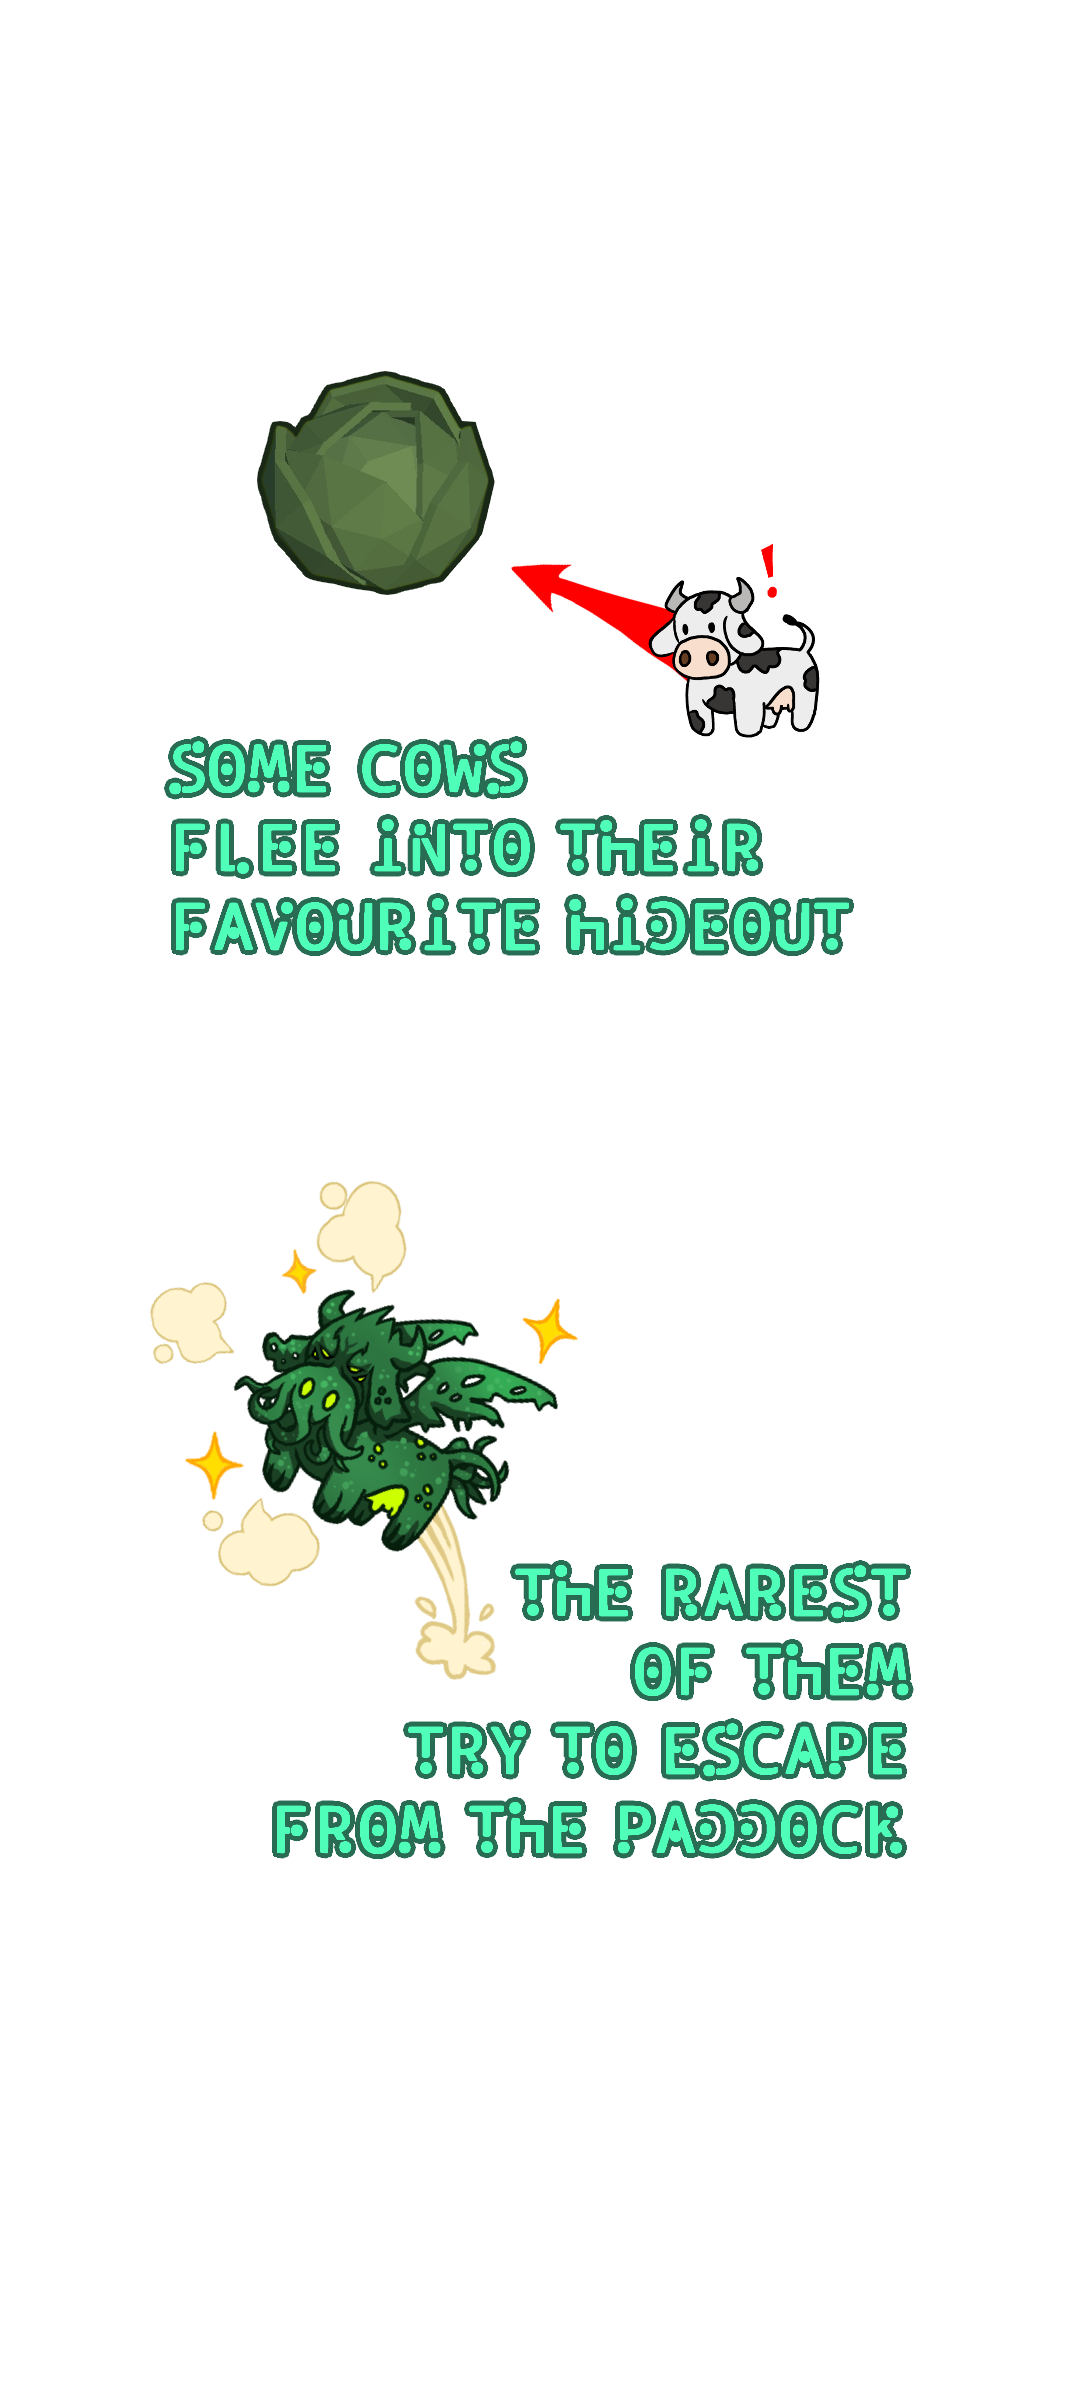 !
SOME COWS
FLEE INTO THEIR
FAVOURITE HIDEOUT
THE RAREST
OF THEM
TRY TO ESCAPE
FROM THE PADDOCK